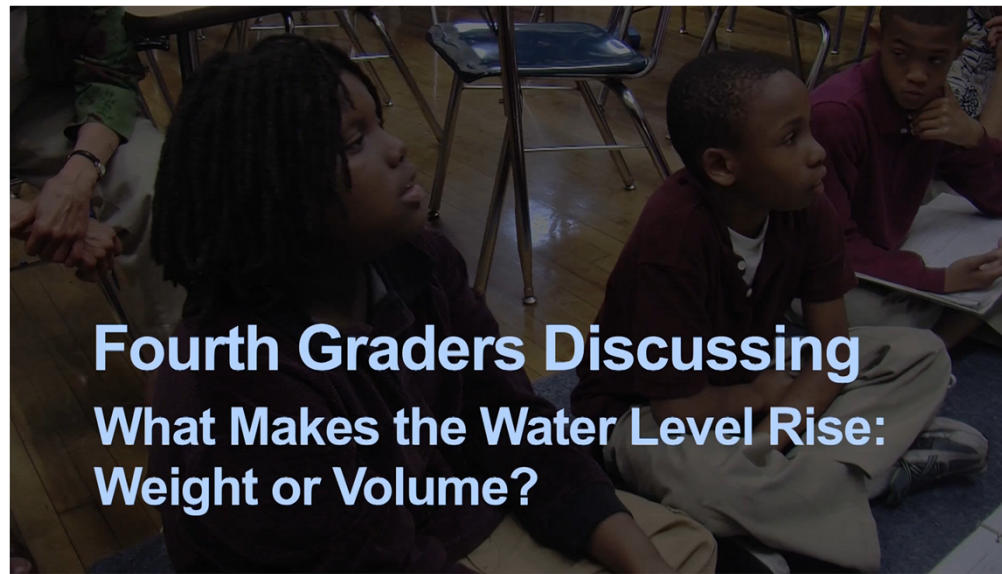 Fourth Graders Discussing
What Makes the Water Level Rise:
Weight or Volume?